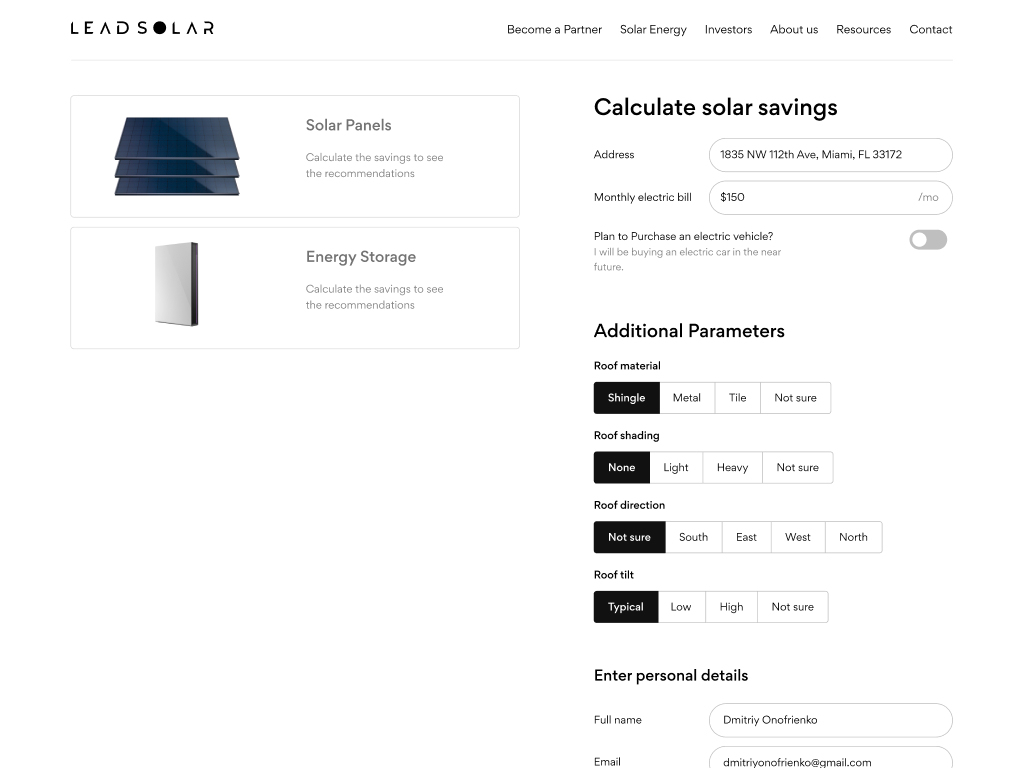 LEAD SOLAR
Become a Partner Solar Energy Investors About us Resources Contact
Solar Panels
Calculate the savings to see
the recommendations
Energy Storage
Calculate the savings to see
the recommendations
Calculate solar savings
Address 1835 NW 112th Ave, Miami, FL 33172
Monthly electric bill $150 /mo
Plan to Purchase an electric vehicle?
I will be buying an electric car in the near
future.
Additional Parameters
Roof material
Shingle Metal Tile Not sure
Roof shading
None Light Heavy Not sure
Roof direction
Not sure South East West North
Roof tilt
Typical Low High Not sure
Enter personal details
Full name Dmitriy Onofrienko
Email dmitriyonofrienko@gmail.com